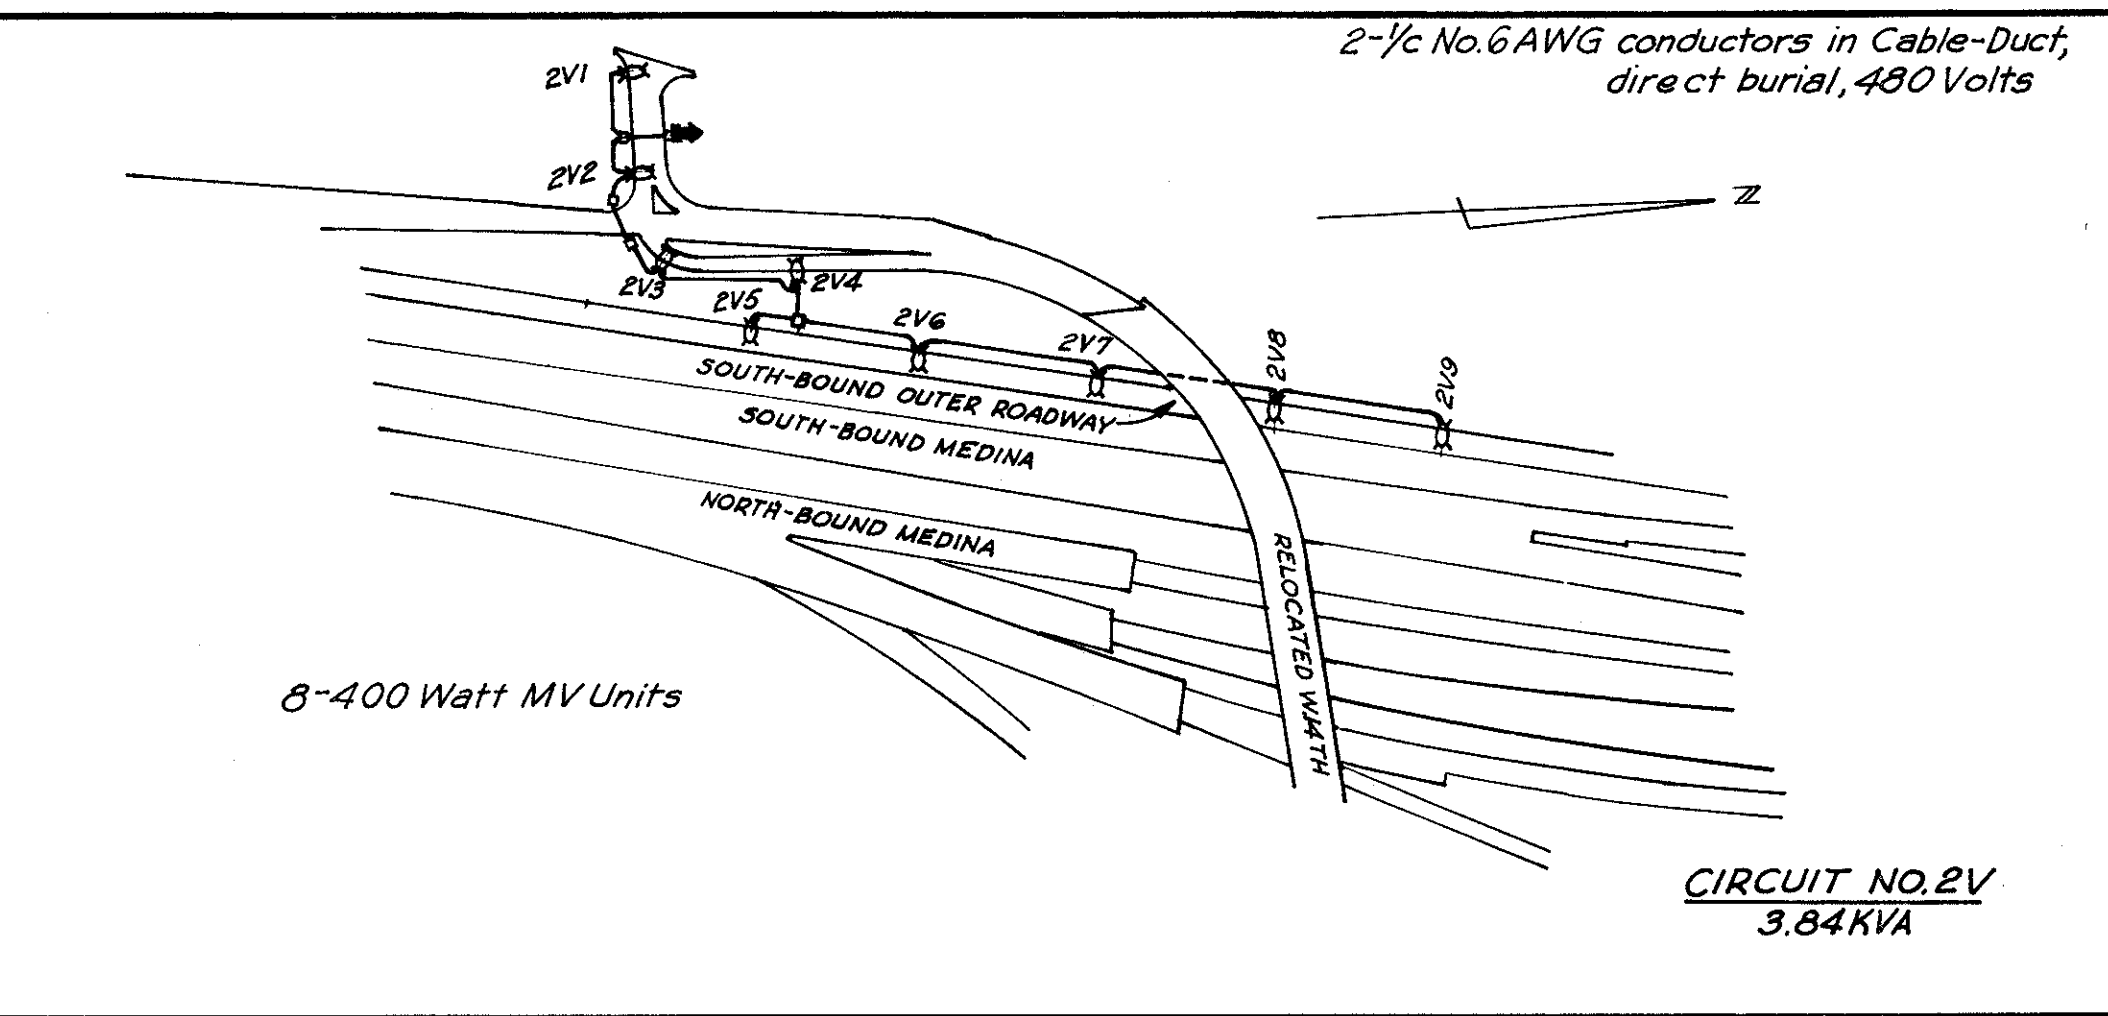 2-1/c No.6 AWG conductors in Cable-Duct,
direct burial, 480 Volts
2V1
2V2
N
2V3
2V4
2V5
2V6
2V7
2V8
2V9
SOUTH-BOUND OUTER ROADWAY
SOUTH-BOUND MEDINA
NORTH-BOUND MEDINA
RELOCATED W.14TH
8-400 Watt MV Units
CIRCUIT NO. 2V
3.84 KVA